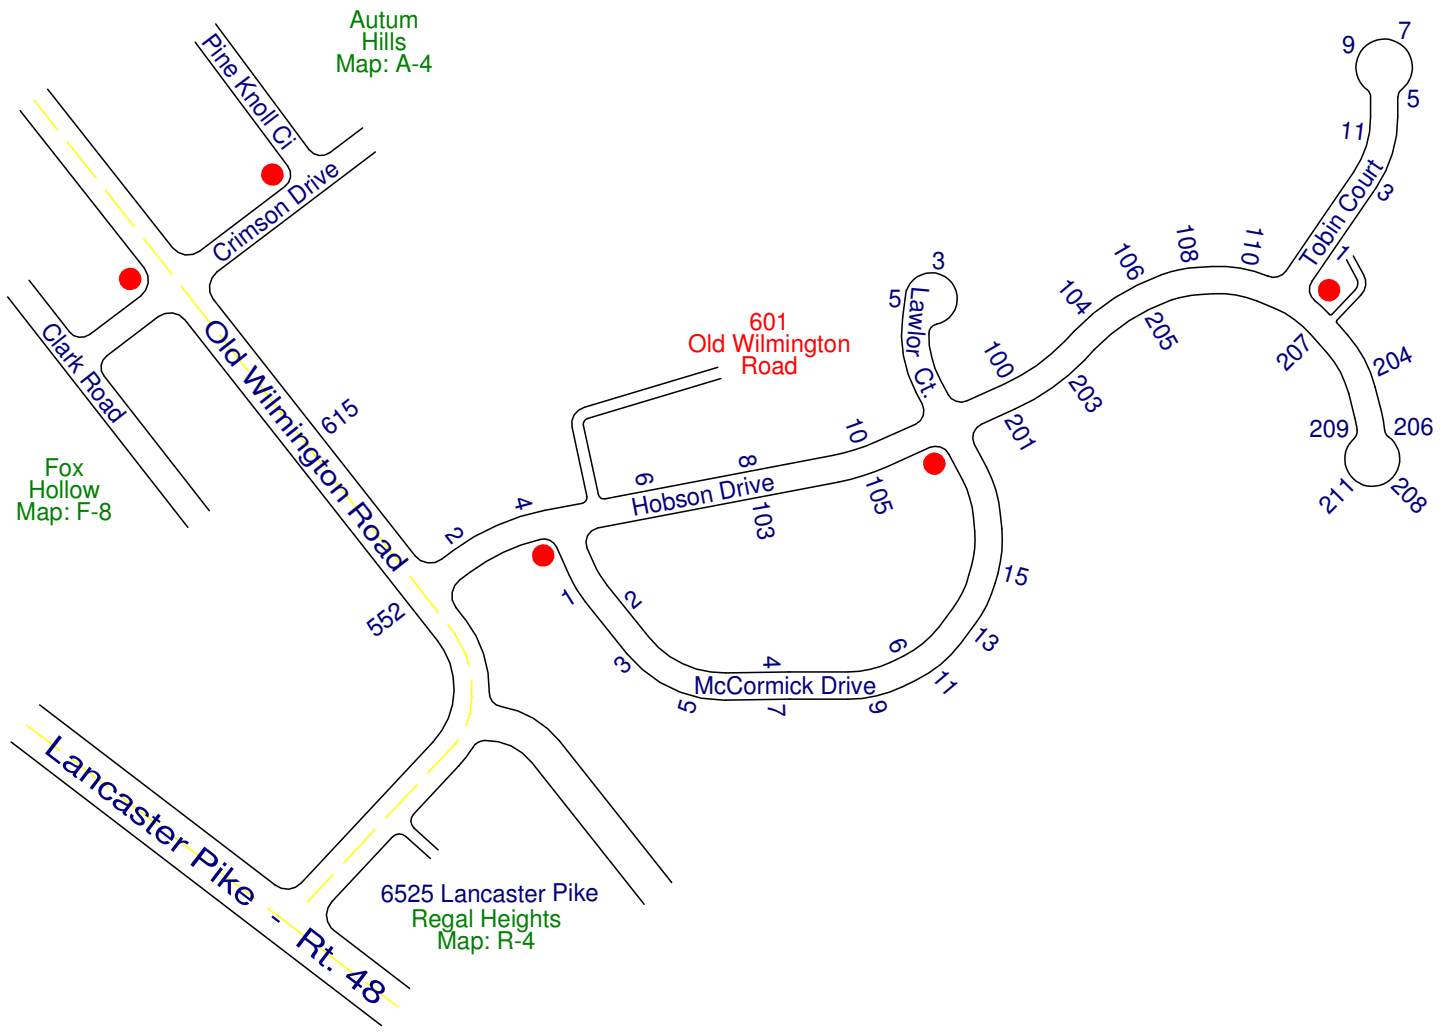 Autum
Hills
Map: A-4
Pine Knoll Ci
Crimson Drive
Clark Road
Fox
Hollow
Map: F-8
Old Wilmington Road
615
552
601
Old Wilmington
Road
Lawlor Ct.
3
5
Hobson Drive
2
4
6
8
10
103
105
100
104
106
108
110
201
203
205
207
204
206
208
209
211
Tobin Court
1
3
5
7
9
11
McCormick Drive
1
2
3
4
5
6
7
9
11
13
15
Lancaster Pike - Rt. 48
6525 Lancaster Pike
Regal Heights
Map: R-4